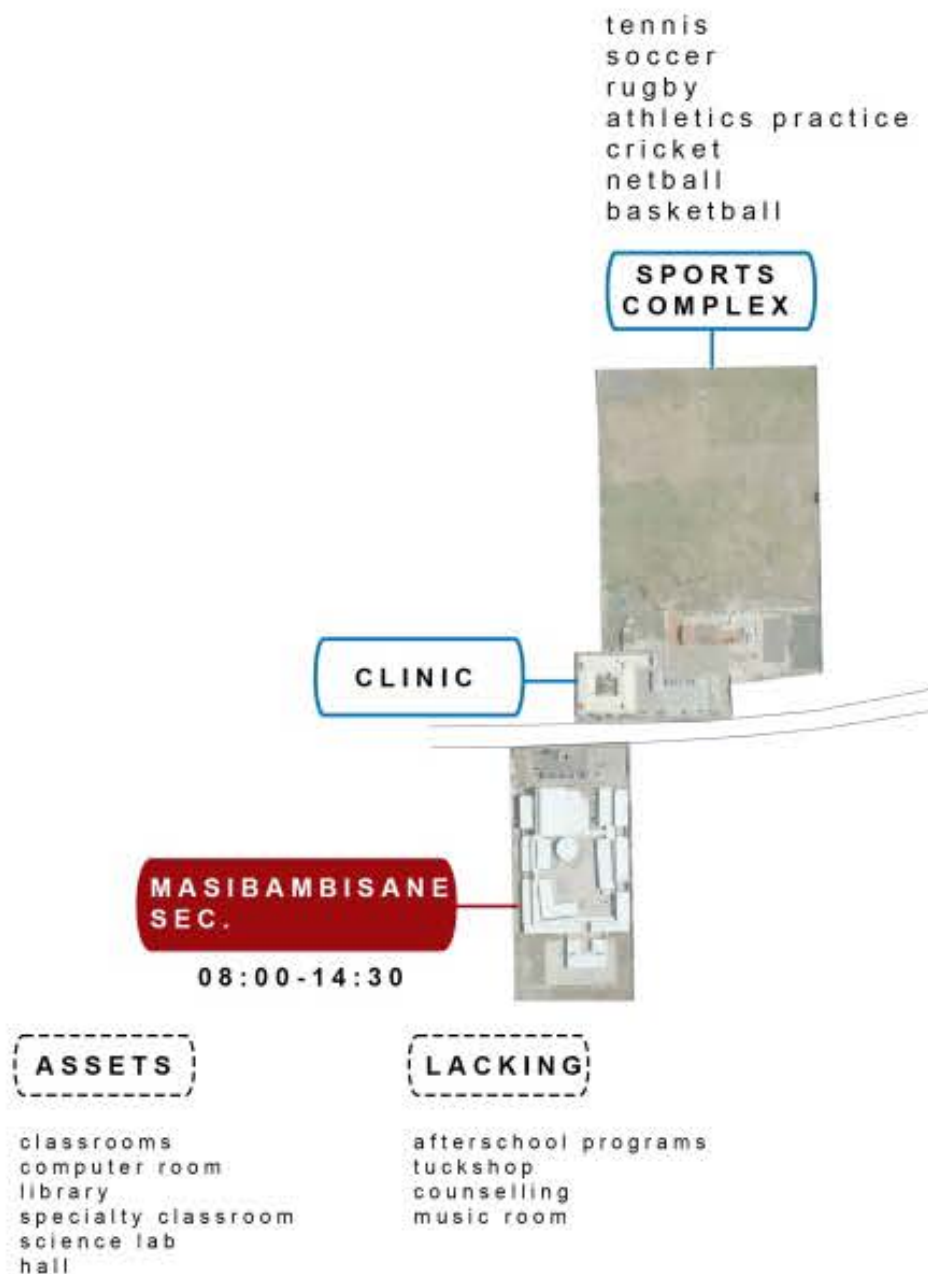 tennis
soccer
rugby
athletics practice
cricket
netball
basketball
SPORTS
COMPLEX
CLINIC
MASIBAMBISANE
SEC.
08:00-14:30
ASSETS
classrooms
computer room
library
specialty classroom
science lab
hall
LACKING
afterschool programs
tuckshop
counselling
music room